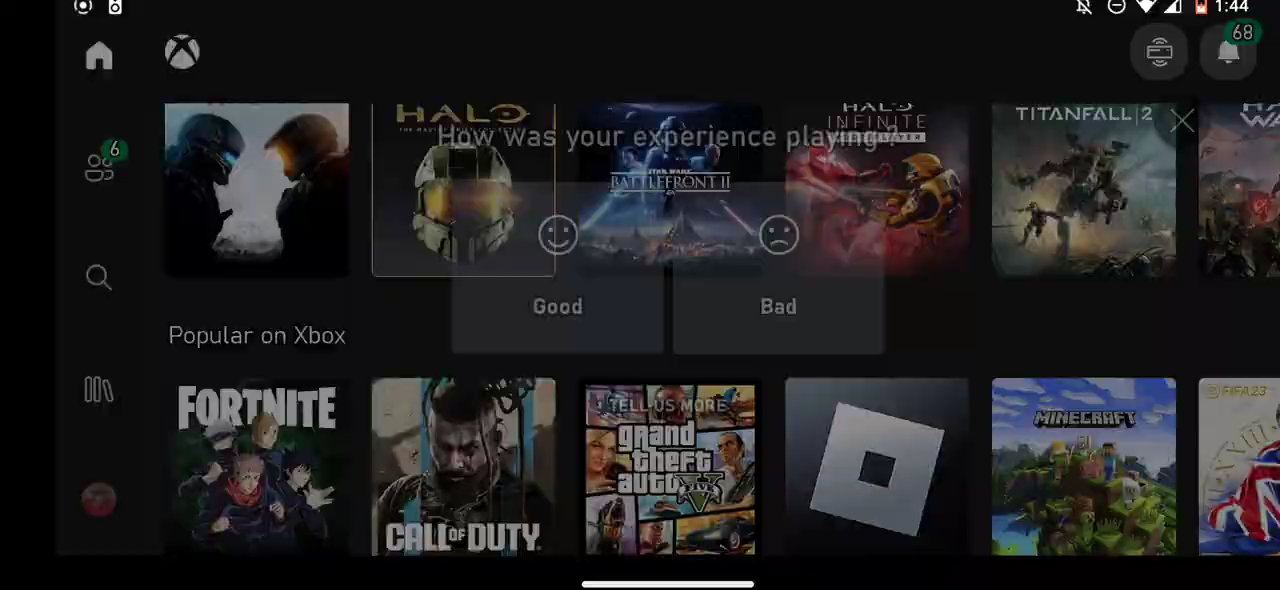 1:44
68
6
HALO
TITANFALL|2
HALO
INFINITE
How was your experience playing ?
STAR WARS
BATTLEFRONT II
Good
Bad
Popular on Xbox
FORTNITE
TELL US MORE
grand
theft
auto
V
FIVE
MINECRAFT
FIFA 23
CALL OF DUTY